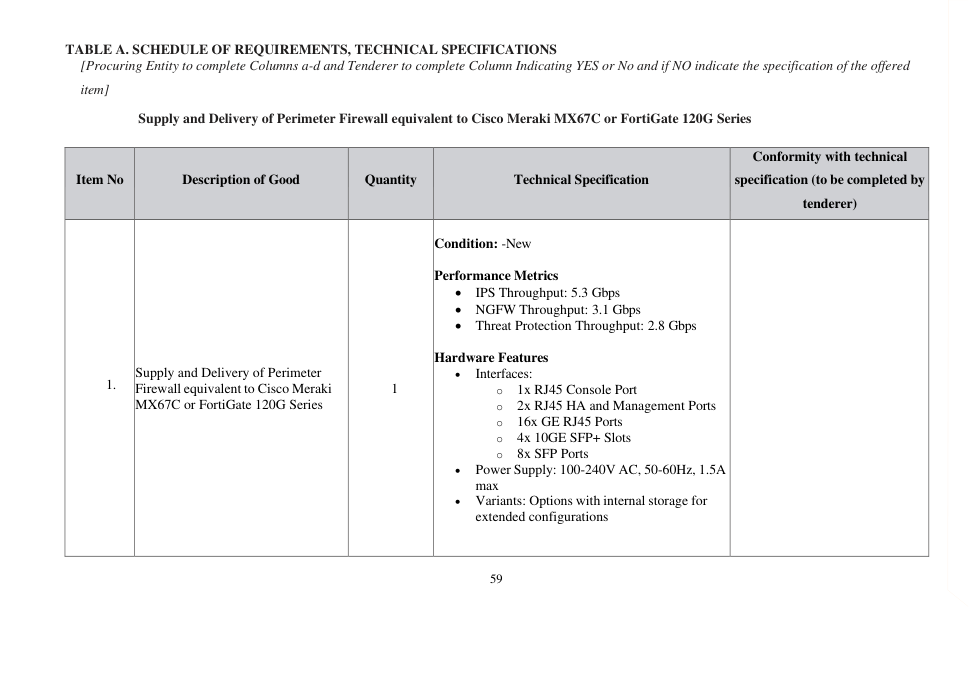 TABLE A. SCHEDULE OF REQUIREMENTS, TECHNICAL SPECIFICATIONS
[Procuring Entity to complete Columns a-d and Tenderer to complete Column Indicating YES or No and if NO indicate the specification of the offered
item]
Supply and Delivery of Perimeter Firewall equivalent to Cisco Meraki MX67C or FortiGate 120G Series
Item No
Description of Good
Quantity
Technical Specification
Conformity with technical
specification (to be completed by
tenderer)
1.
Supply and Delivery of Perimeter
Firewall equivalent to Cisco Meraki
MX67C or FortiGate 120G Series
1
Condition: -New
Performance Metrics
• IPS Throughput: 5.3 Gbps
• NGFW Throughput: 3.1 Gbps
• Threat Protection Throughput: 2.8 Gbps
Hardware Features
• Interfaces:
o 1x RJ45 Console Port
o 2x RJ45 HA and Management Ports
o 16x GE RJ45 Ports
o 4x 10GE SFP+ Slots
o 8x SFP Ports
• Power Supply: 100-240V AC, 50-60Hz, 1.5A
max
• Variants: Options with internal storage for
extended configurations
59